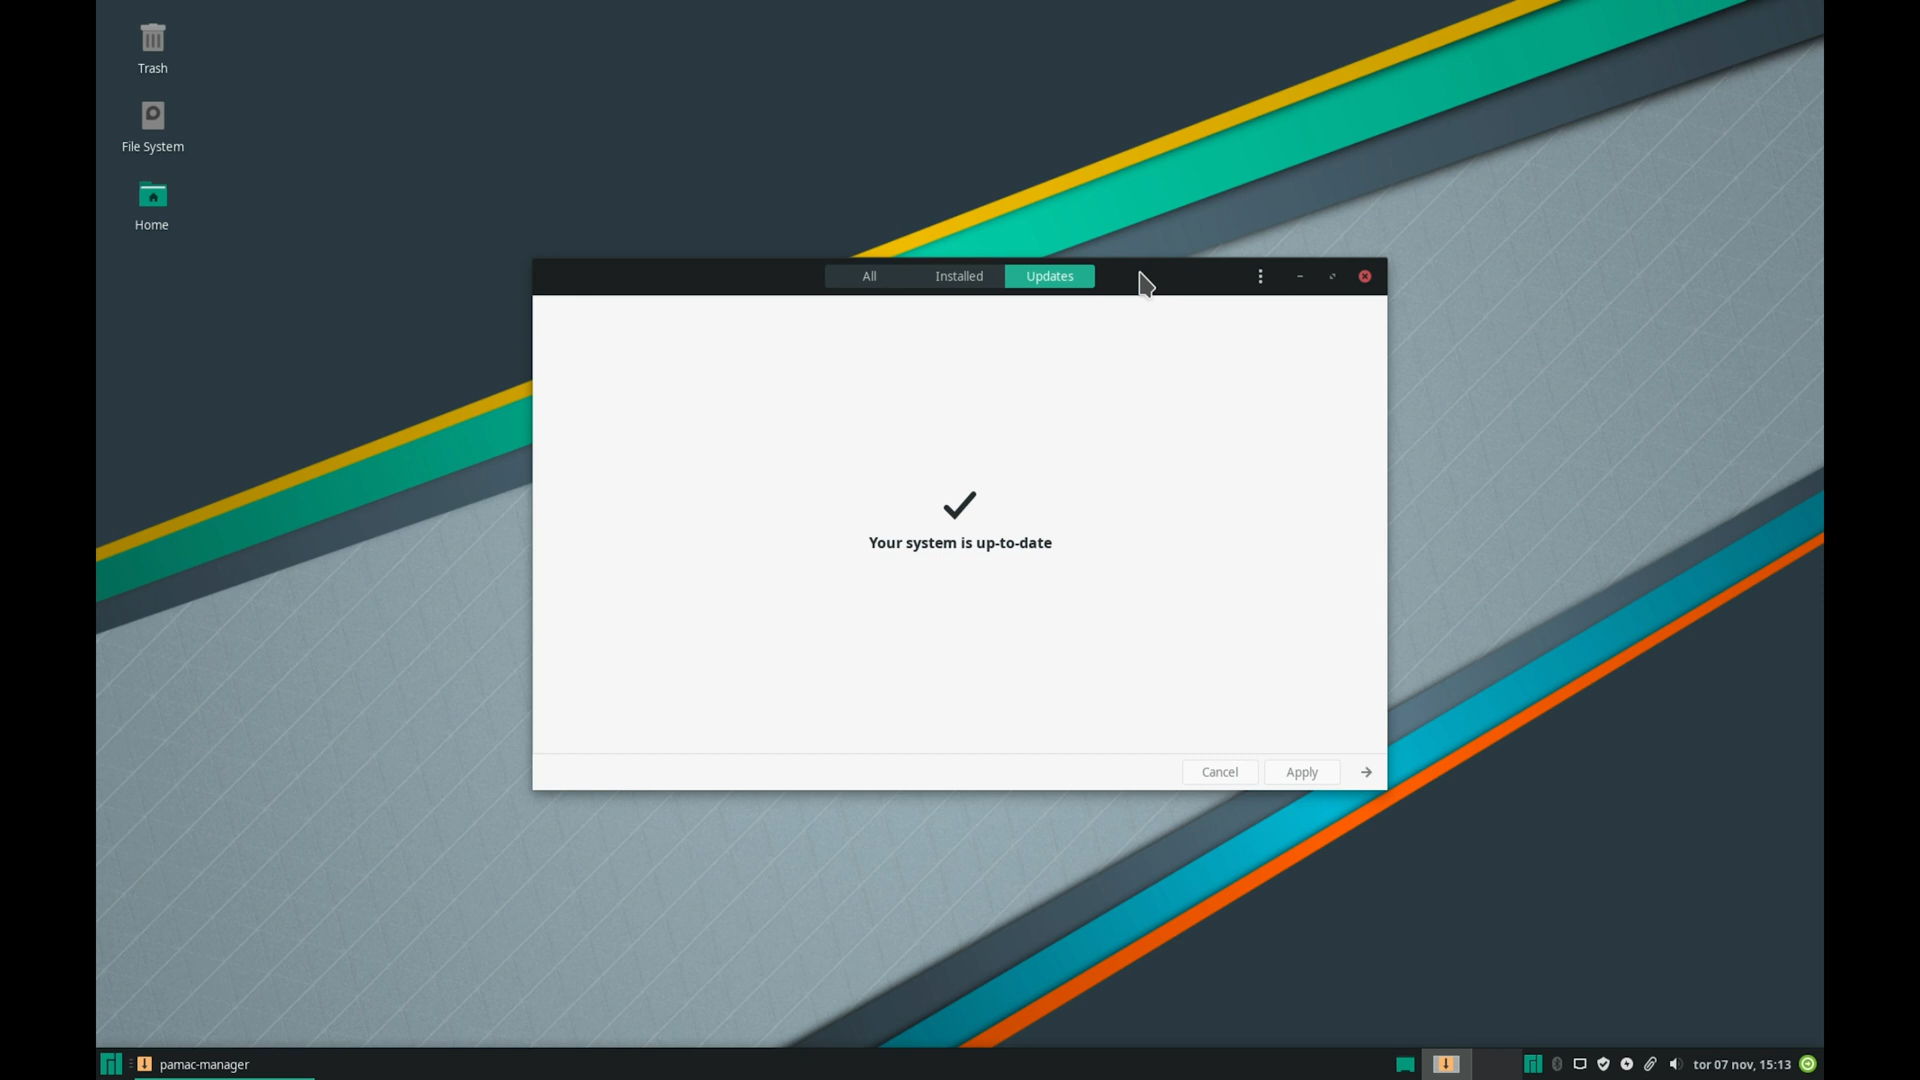 Trash
File System
Home
All
Installed
Updates
Your system is up-to-date
Cancel
Apply
pamac-manager
tor 07 nov, 15:13